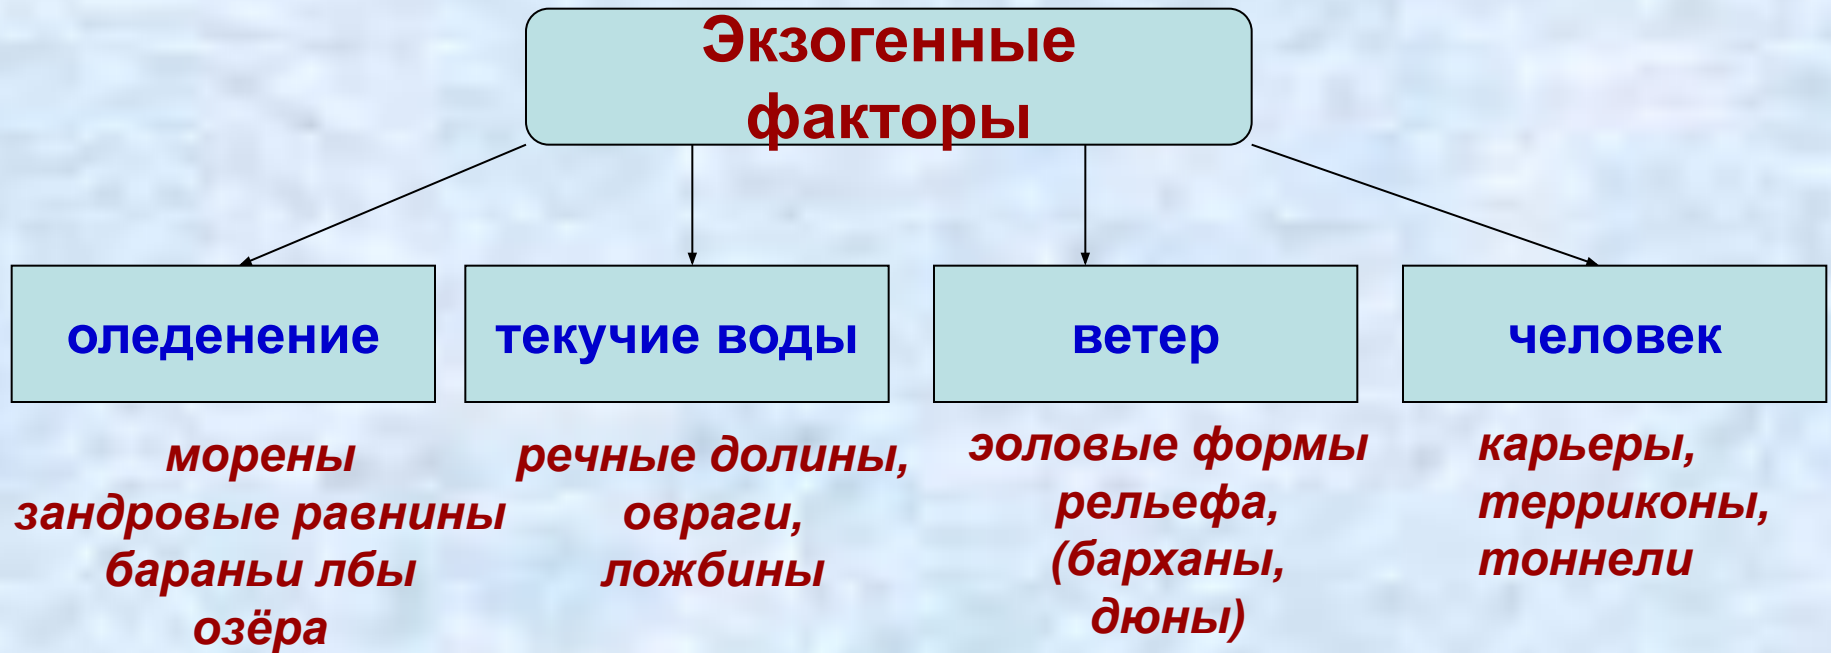 Экзогенные
факторы
оледенение
текучие воды
ветер
человек
морены
зандровые равнины
бараньи лбы
озёра
речные долины,
овраги,
ложбины
эоловые формы
рельефа,
(барханы,
дюны)
карьеры,
терриконы,
тоннели